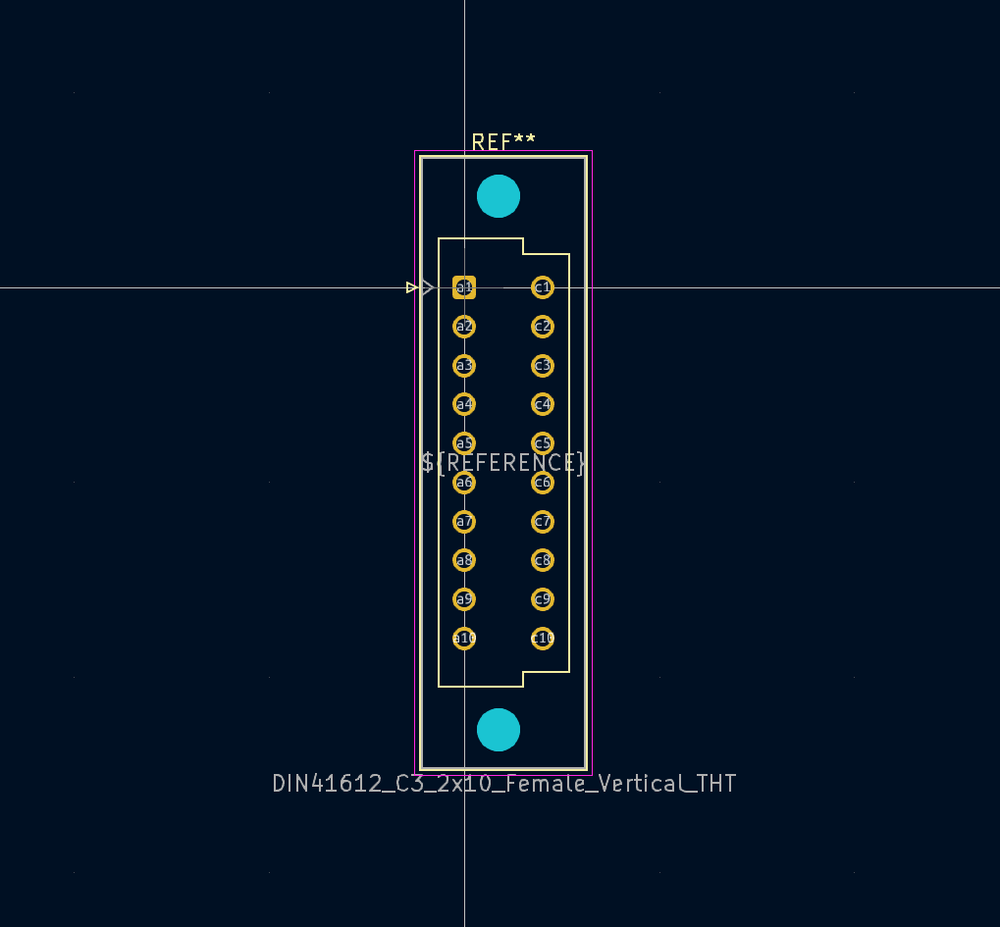 REF**
a1 c1
a2 c2
a3 c3
a4 c4
a5 c5
${REFERENCE}
a6 c6
a7 c7
a8 c8
a9 c9
a10 c10
DIN41612_C3_2x10_Female_Vertical_THT